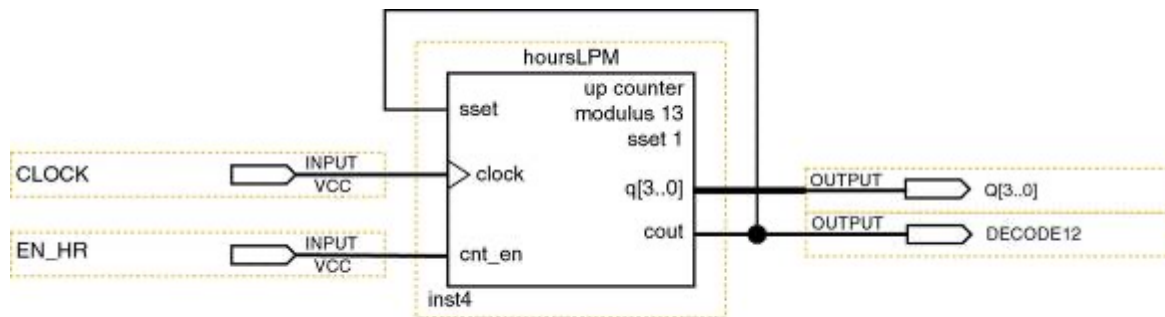 hoursLPM
up counter
modulus 13
sset 1
sset
CLOCK INPUT VCC
clock
q[3..0]
OUTPUT Q[3..0]
cout
OUTPUT DECODE12
EN_HR INPUT VCC
cnt_en
inst4